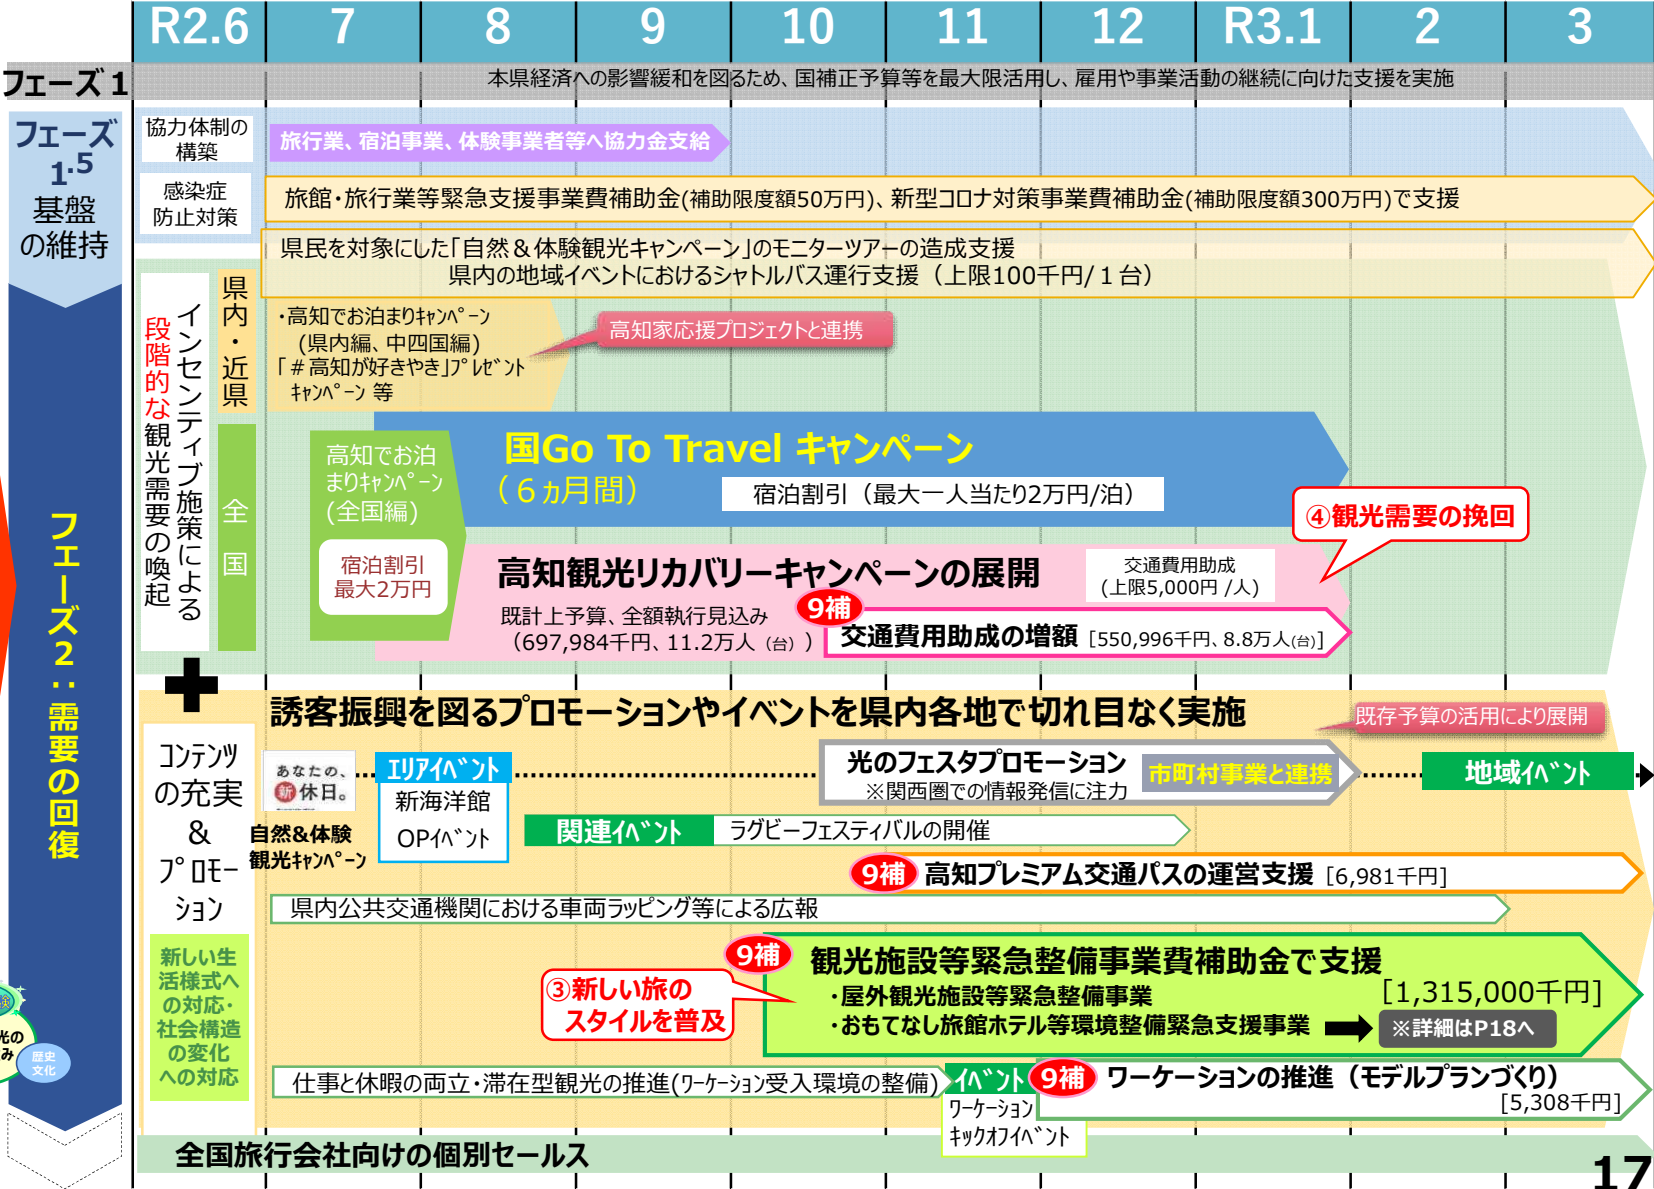 R2.6 7 8 9 10 11 12 R3.1 2 3
フェーズ 1
本県経済への影響緩和を図るため、国補正予算等を最大限活用し、雇用や事業活動の継続に向けた支援を実施
フェーズ
1.5
基盤
の維持
協力体制の
構築
旅行業、宿泊事業、体験事業者等へ協力金支給
感染症
防止対策
旅館・旅行業等緊急支援事業費補助金(補助限度額50万円)、新型コロナ対策事業費補助金(補助限度額300万円)で支援
県民を対象にした「自然＆体験観光キャンペーン」のモニターツアーの造成支援
県内の地域イベントにおけるシャトルバス運行支援（上限100千円/１台）
フェーズ２：需要の回復
インセンティブ施策による
段階的な観光需要の喚起
県内・近県
・高知でお泊まりｷｬﾝﾍﾟｰﾝ
(県内編、中四国編)
「＃高知が好きやき」ﾌﾟﾚｾﾞﾝﾄ
ｷｬﾝﾍﾟｰﾝ 等
高知家応援プロジェクトと連携
全国
高知でお泊
まりｷｬﾝﾍﾟｰﾝ
(全国編)
宿泊割引
最大2万円
国Go To Travel キャンペーン
（６ヵ月間）
宿泊割引（最大一人当たり2万円/泊）
④観光需要の挽回
高知観光リカバリーキャンペーンの展開
交通費用助成
(上限5,000円 /人)
既計上予算、全額執行見込み
（697,984千円、11.2万人（台））
9補
交通費用助成の増額 [550,996千円、8.8万人(台)]
＋
誘客振興を図るプロモーションやイベントを県内各地で切れ目なく実施
既存予算の活用により展開
コンテンツ
の充実
＆
ﾌﾟﾛﾓｰ
ｼｮﾝ
あなたの、
新休日。
自然&体験
観光ｷｬﾝﾍﾟｰﾝ
ｴﾘｱｲﾍﾞﾝﾄ
新海洋館
OPｲﾍﾞﾝﾄ
光のフェスタプロモーション
※関西圏での情報発信に注力
市町村事業と連携
地域ｲﾍﾞﾝﾄ
関連ｲﾍﾞﾝﾄ
ラグビーフェスティバルの開催
9補
高知プレミアム交通パスの運営支援 [6,981千円]
県内公共交通機関における車両ラッピング等による広報
新しい生
活様式へ
の対応・
社会構造
の変化
への対応
③新しい旅の
スタイルを普及
9補
観光施設等緊急整備事業費補助金で支援
・屋外観光施設等緊急整備事業
[1,315,000千円]
・おもてなし旅館ホテル等環境整備緊急支援事業
※詳細はP18へ
仕事と休暇の両立・滞在型観光の推進(ﾜｰｹｰｼｮﾝ受入環境の整備)
ｲﾍﾞﾝﾄ
ﾜｰｹｰｼｮﾝ
ｷｯｸｵﾌｲﾍﾞﾝﾄ
9補
ワーケーションの推進（モデルプランづくり）
[5,308千円]
光の
み
歴史
文化
全国旅行会社向けの個別セールス
17